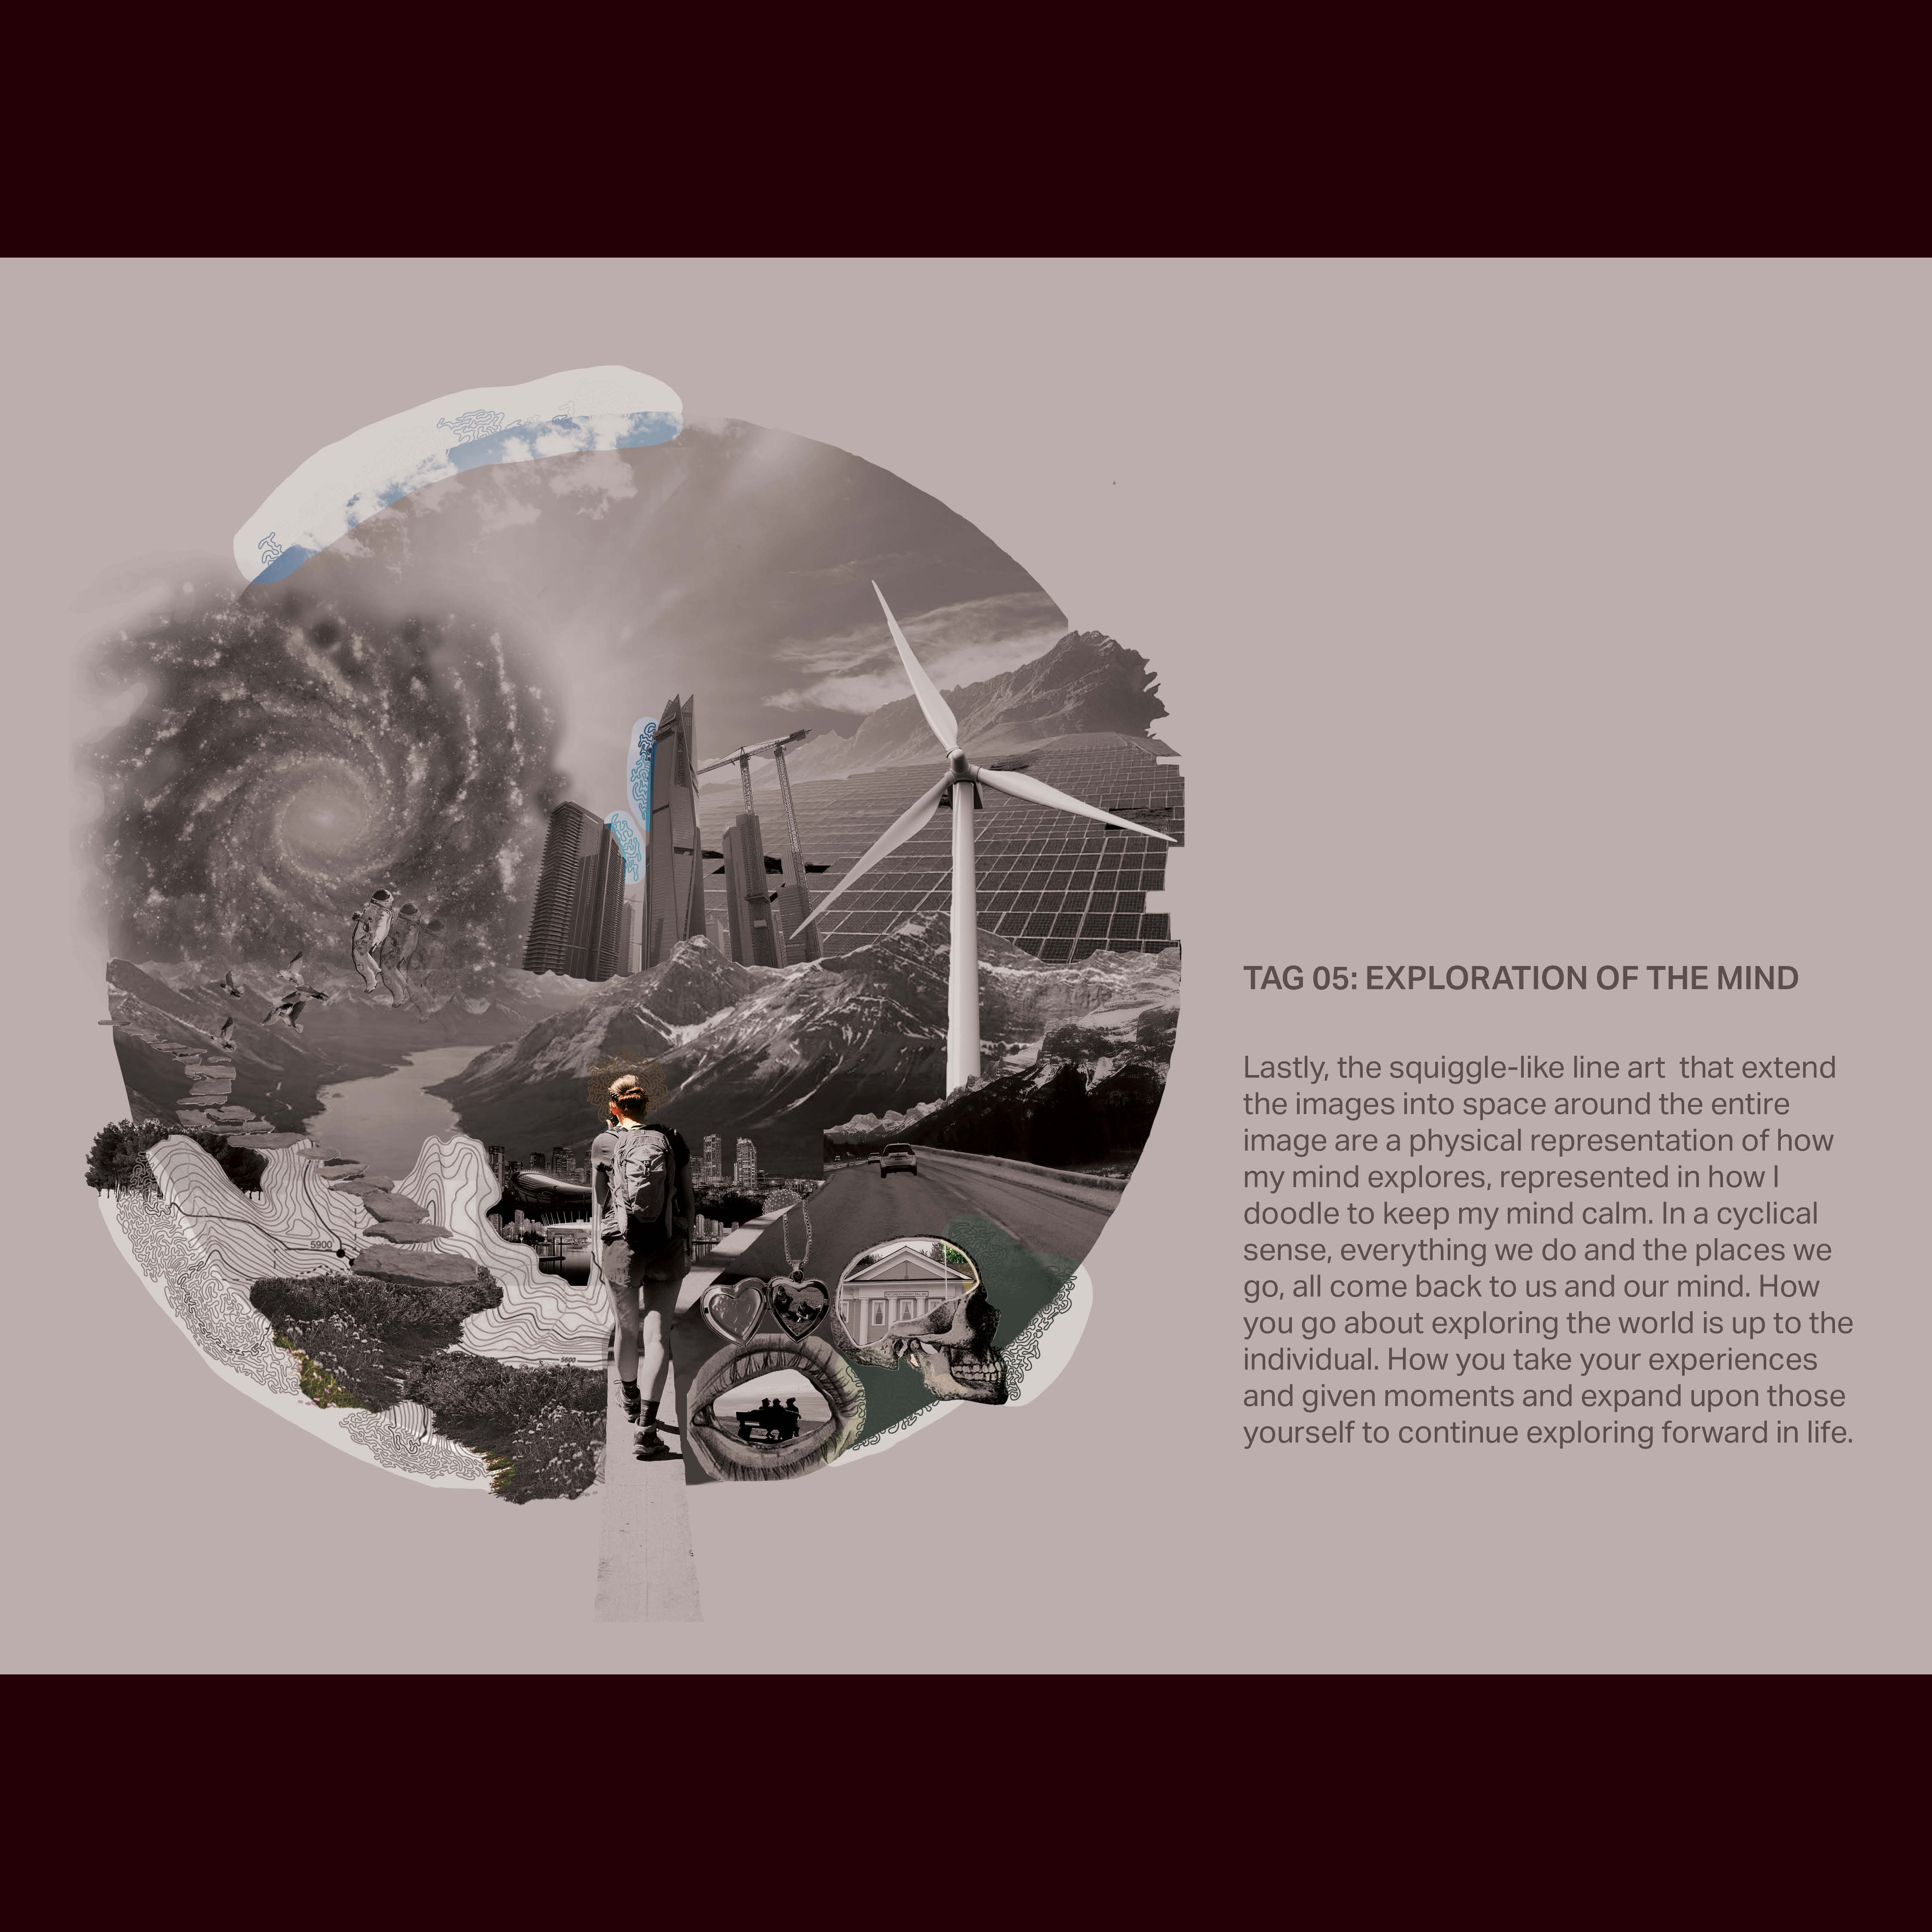 TAG 05: EXPLORATION OF THE MIND
Lastly, the squiggle-like line art  that extend
the images into space around the entire
image are a physical representation of how
my mind explores, represented in how I
doodle to keep my mind calm. In a cyclical
sense, everything we do and the places we
go, all come back to us and our mind. How
you go about exploring the world is up to the
individual. How you take your experiences
and given moments and expand upon those
yourself to continue exploring forward in life.
5900
5600